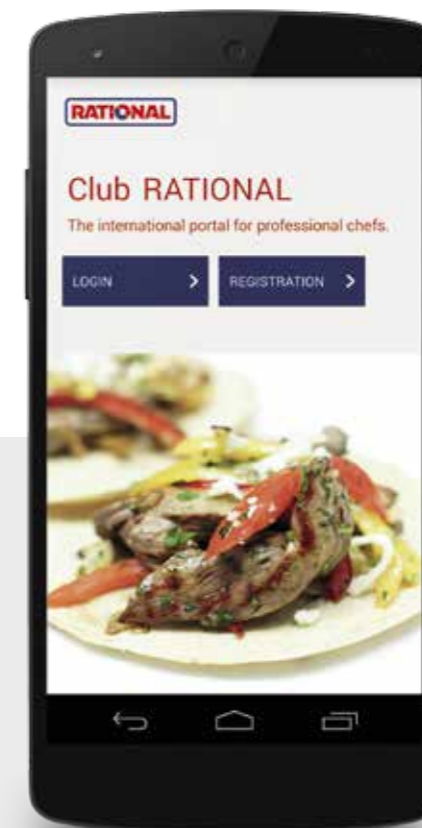 RATIONAL
Club RATIONAL
The international portal for professional chefs.
LOGIN
REGISTRATION